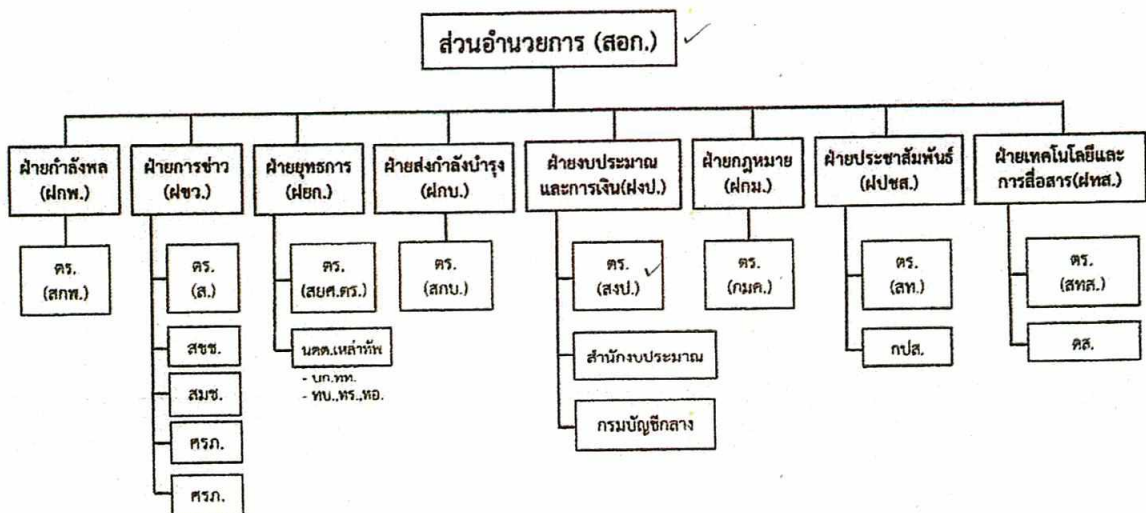 ส่วนอำนวยการ (สอก.)
ฝ่ายกำลังพล
(ฝกพ.)
ฝ่ายการข่าว
(ฝขว.)
ฝ่ายยุทธการ
(ฝยก.)
ฝ่ายส่งกำลังบำรุง
(ฝกบ.)
ฝ่ายงบประมาณ
และการเงิน(ฝงป.)
ฝ่ายกฎหมาย
(ฝกม.)
ฝ่ายประชาสัมพันธ์
(ฝปชส.)
ฝ่ายเทคโนโลยีและ
การสื่อสาร(ฝทส.)
ตร.
(สกพ.)
ตร.
(ส.)
สขช.
สมช.
ศรภ.
ศรภ.
ตร.
(สยศ.ตร.)
นตต.เหล่าทัพ
- บก.ทท.
- ทบ.,ทร.,ทอ.
ตร.
(สกบ.)
ตร.
(สงป.)
สำนักงบประมาณ
กรมบัญชีกลาง
ตร.
(กมค.)
ตร.
(สท.)
กปส.
ตร.
(สทส.)
ดส.